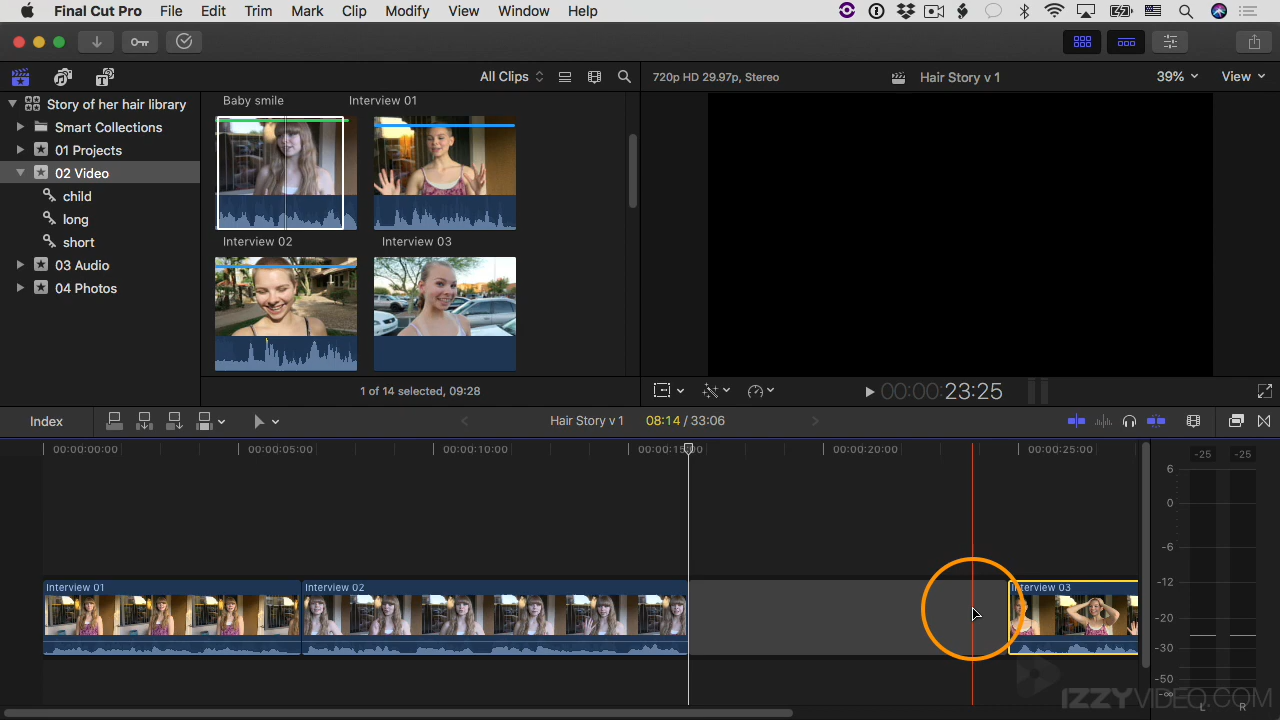 Final Cut Pro File Edit Trim Mark Clip Modify View Window Help
All Clips
720p HD 29.97p, Stereo
Hair Story v 1
39%
View
Story of her hair library
Smart Collections
01 Projects
02 Video
child
long
short
03 Audio
04 Photos
Baby smile
Interview 01
Interview 02
Interview 03
1 of 14 selected, 09:28
00:00:23:25
Index
Hair Story v 1
08:14 / 33:06
00:00:00:00
00:00:05:00
00:00:10:00
00:00:15:00
00:00:20:00
00:00:25:00
Interview 01
Interview 02
Interview 03
-25 -25
6
0
-6
-12
-20
-30
-50
-∞
L R
IZZYVIDEO.COM